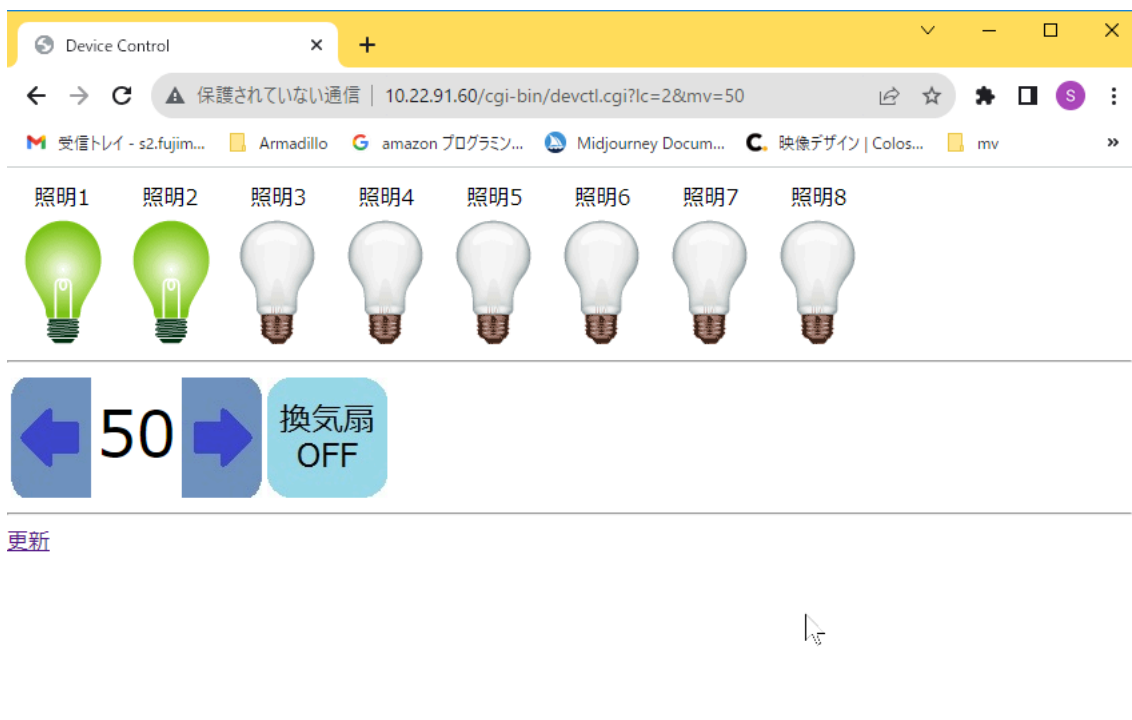 Device Control
保護されていない通信 | 10.22.91.60/cgi-bin/devctl.cgi?lc=2&mv=50
S
受信トレイ - s2.fujim... Armadillo amazon プログラミン... Midjourney Docum... 映像デザイン | Colos... mv »
照明1 照明2 照明3 照明4 照明5 照明6 照明7 照明8
50 換気扇
OFF
更新